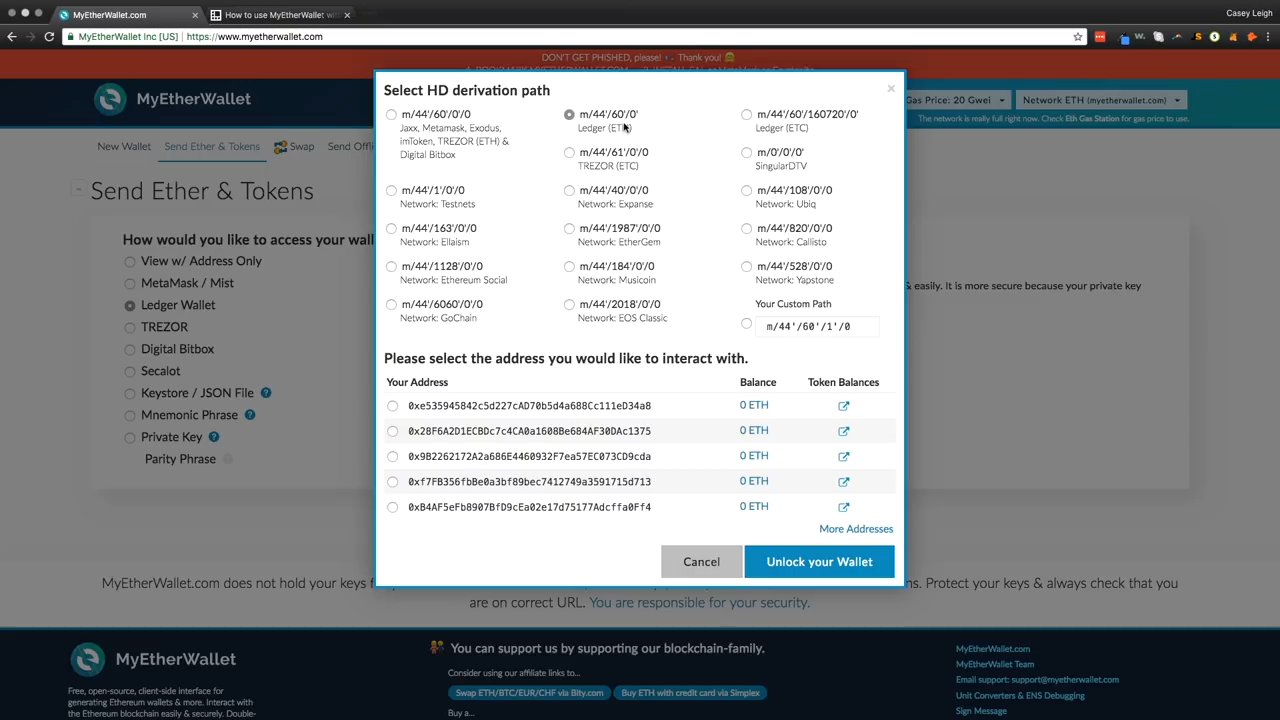 MyEtherWallet.com
How to use MyEtherWallet with
Casey Leigh
MyEtherWallet Inc [US] | https://www.myetherwallet.com
DON'T GET PHISHED, please! Thank you!
MyEtherWallet
Gas Price: 20 Gwei
Network ETH (myetherwallet.com)
The network is really full right now. Check Eth Gas Station for gas price to use.
New Wallet
Send Ether & Tokens
Swap
Send Offli
Send Ether & Tokens
How would you like to access your wall
View w/ Address Only
MetaMask / Mist
Ledger Wallet
TREZOR
Digital Bitbox
Secalot
Keystore / JSON File
Mnemonic Phrase
Private Key
Parity Phrase
& easily. It is more secure because your private key
Select HD derivation path
m/44'/60'/0'/0
Jaxx, Metamask, Exodus,
imToken, TREZOR (ETH) &
Digital Bitbox
m/44'/60'/0'
Ledger (ETH)
m/44'/60'/160720'/0'
Ledger (ETC)
m/44'/61'/0'/0
TREZOR (ETC)
m/0'/0'/0'
SingularDTV
m/44'/1'/0'/0
Network: Testnets
m/44'/40'/0'/0
Network: Expanse
m/44'/108'/0'/0
Network: Ubiq
m/44'/163'/0'/0
Network: Ellaism
m/44'/1987'/0'/0
Network: EtherGem
m/44'/820'/0'/0
Network: Callisto
m/44'/1128'/0'/0
Network: Ethereum Social
m/44'/184'/0'/0
Network: Musicoin
m/44'/528'/0'/0
Network: Yapstone
m/44'/6060'/0'/0
Network: GoChain
m/44'/2018'/0'/0
Network: EOS Classic
Your Custom Path
m/44'/60'/1'/0
Please select the address you would like to interact with.
Your Address Balance Token Balances
0xe535945842c5d227cAD70b5d4a688Cc111eD34a8 0 ETH
0x28F6A2D1ECBDc7c4CA0a1608Be684AF30DAc1375 0 ETH
0x9B2262172A2a686E4460932F7ea57EC073CD9cda 0 ETH
0xf7FB356fbBe0a3bf89bec7412749a3591715d713 0 ETH
0xB4AF5eFb8907BfD9cEa02e17d75177Adcffa0Ff4 0 ETH
More Addresses
Cancel
Unlock your Wallet
MyEtherWallet.com does not hold your keys f
ns. Protect your keys & always check that you
are on correct URL. You are responsible for your security.
MyEtherWallet
Free, open-source, client-side interface for
generating Ethereum wallets & more. Interact with
the Ethereum blockchain easily & securely. Double-
You can support us by supporting our blockchain-family.
Consider using our affiliate links to...
Swap ETH/BTC/EUR/CHF via Bity.com
Buy ETH with credit card via Simplex
Buy a...
MyEtherWallet.com
MyEtherWallet Team
Email support: support@myetherwallet.com
Unit Converters & ENS Debugging
Sign Message